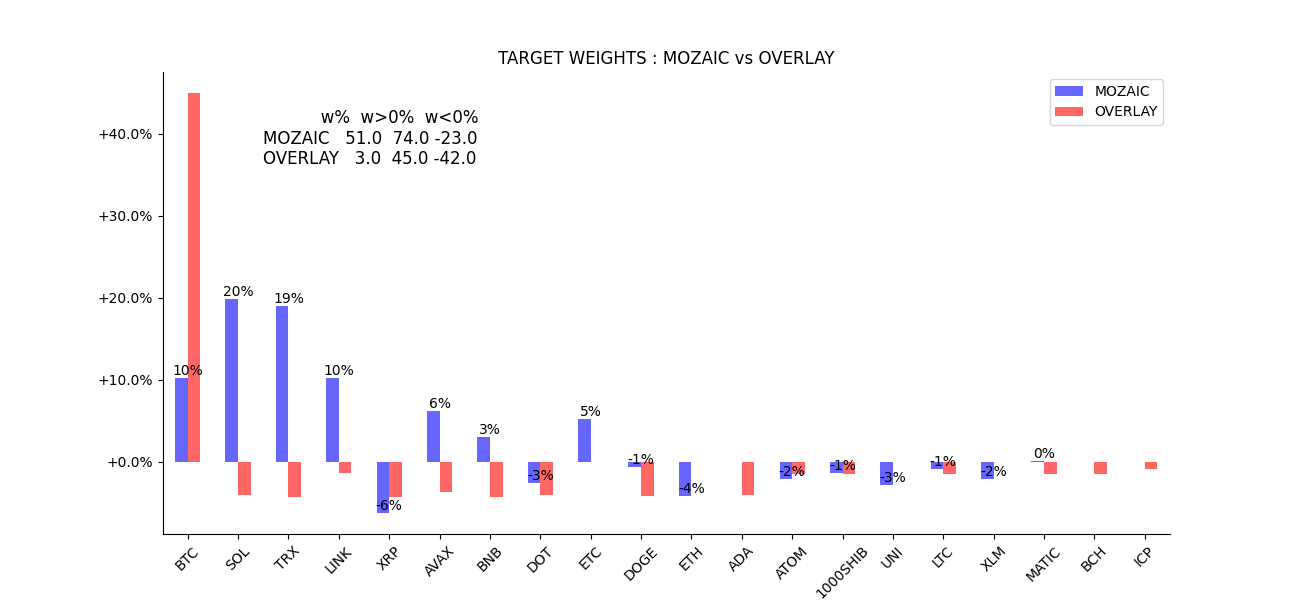 TARGET WEIGHTS : MOZAIC vs OVERLAY
MOZAIC
OVERLAY
w% w>0% w<0%
MOZAIC 51.0 74.0 -23.0
OVERLAY 3.0 45.0 -42.0
+40.0%
+30.0%
+20.0%
+10.0%
+0.0%
10%
20%
19%
10%
-6%
6%
3%
-3%
5%
-1%
-4%
-2%
-1%
-3%
-1%
-2%
0%
BTC
SOL
TRX
LINK
XRP
AVAX
BNB
DOT
ETC
DOGE
ETH
ADA
ATOM
1000SHIB
UNI
LTC
XLM
MATIC
BCH
ICP